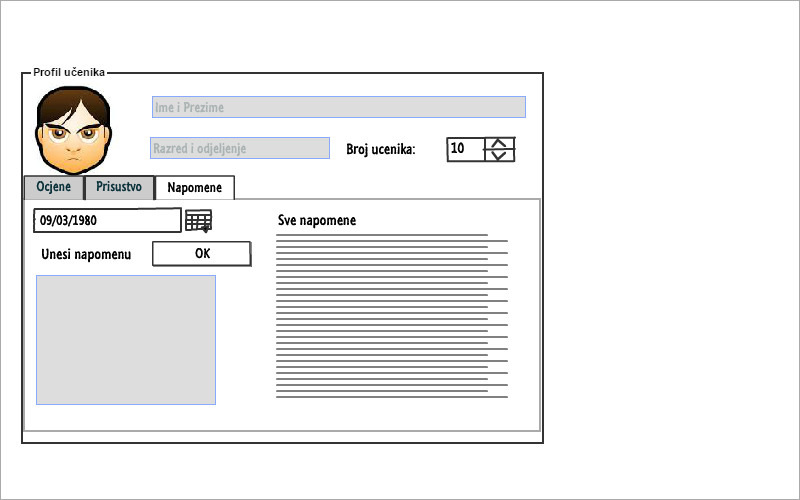 Profil učenika
Ime i Prezime
Razred i odjeljenje
Broj ucenika:
10
Ocjene
Prisustvo
Napomene
09/03/1980
Sve napomene
Unesi napomenu
OK